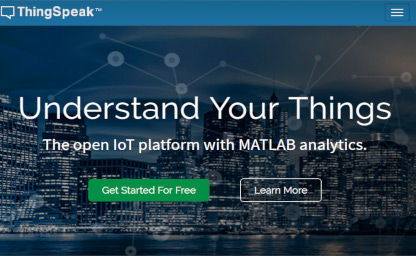 ThingSpeak™
Understand Your Things
The open IoT platform with MATLAB analytics.
Get Started For Free
Learn More